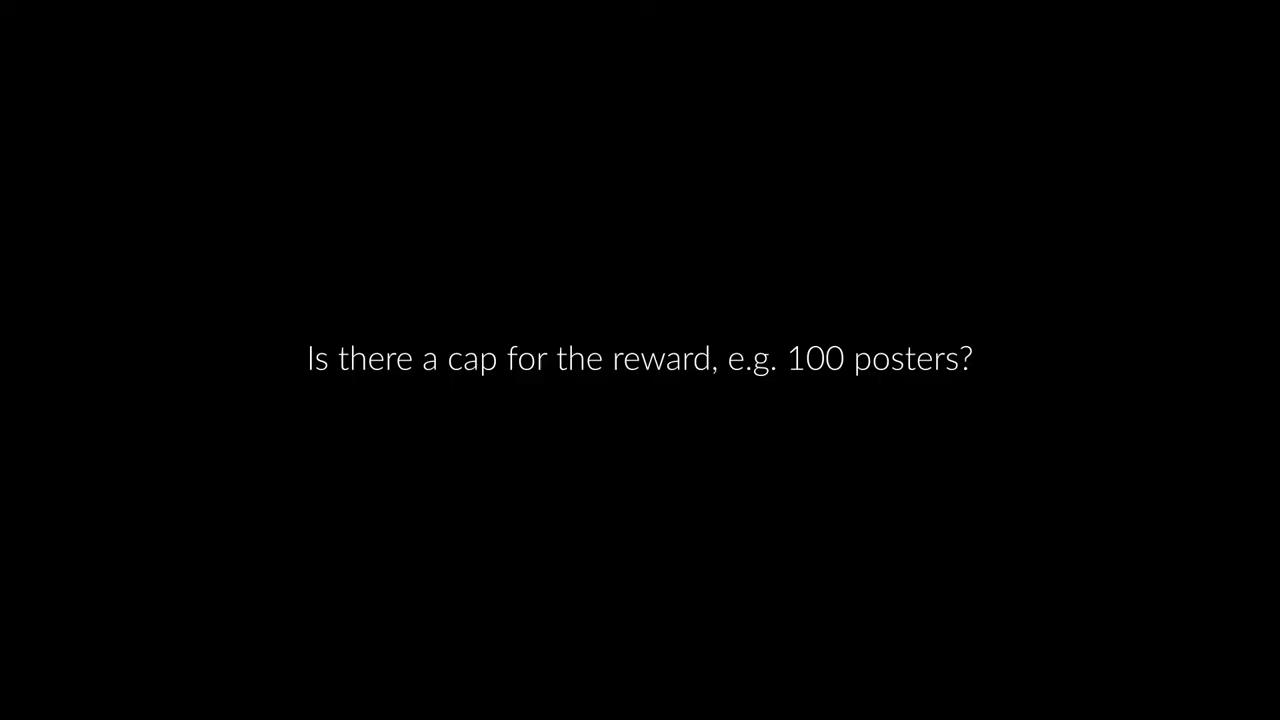 Is there a cap for the reward, e.g. 100 posters?